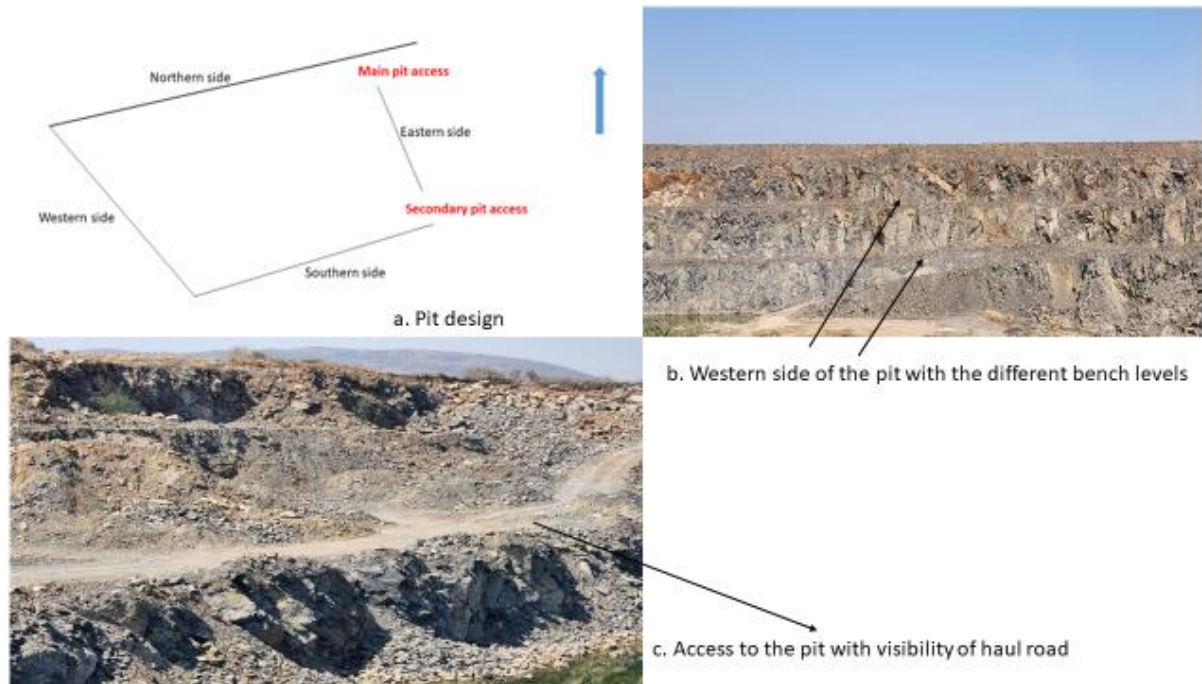 Northern side
Main pit access
Eastern side
Western side
Secondary pit access
Southern side
a. Pit design
b. Western side of the pit with the different bench levels
c. Access to the pit with visibility of haul road